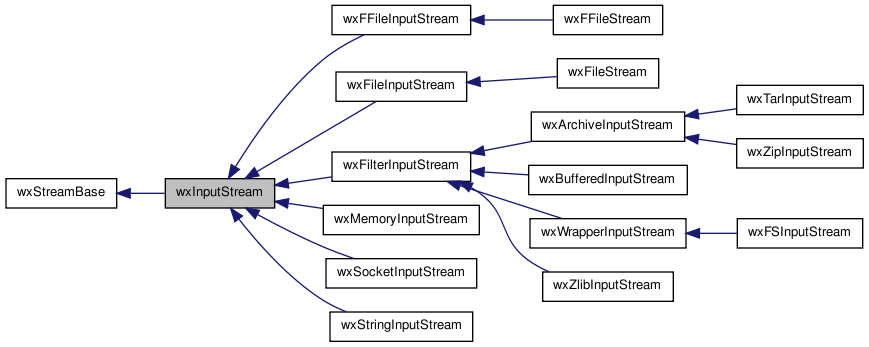 wxFFileInputStream
wxFFileStream
wxFileInputStream
wxFileStream
wxTarInputStream
wxArchiveInputStream
wxZipInputStream
wxFilterInputStream
wxBufferedInputStream
wxStreamBase
wxInputStream
wxMemoryInputStream
wxWrapperInputStream
wxFSInputStream
wxSocketInputStream
wxZlibInputStream
wxStringInputStream